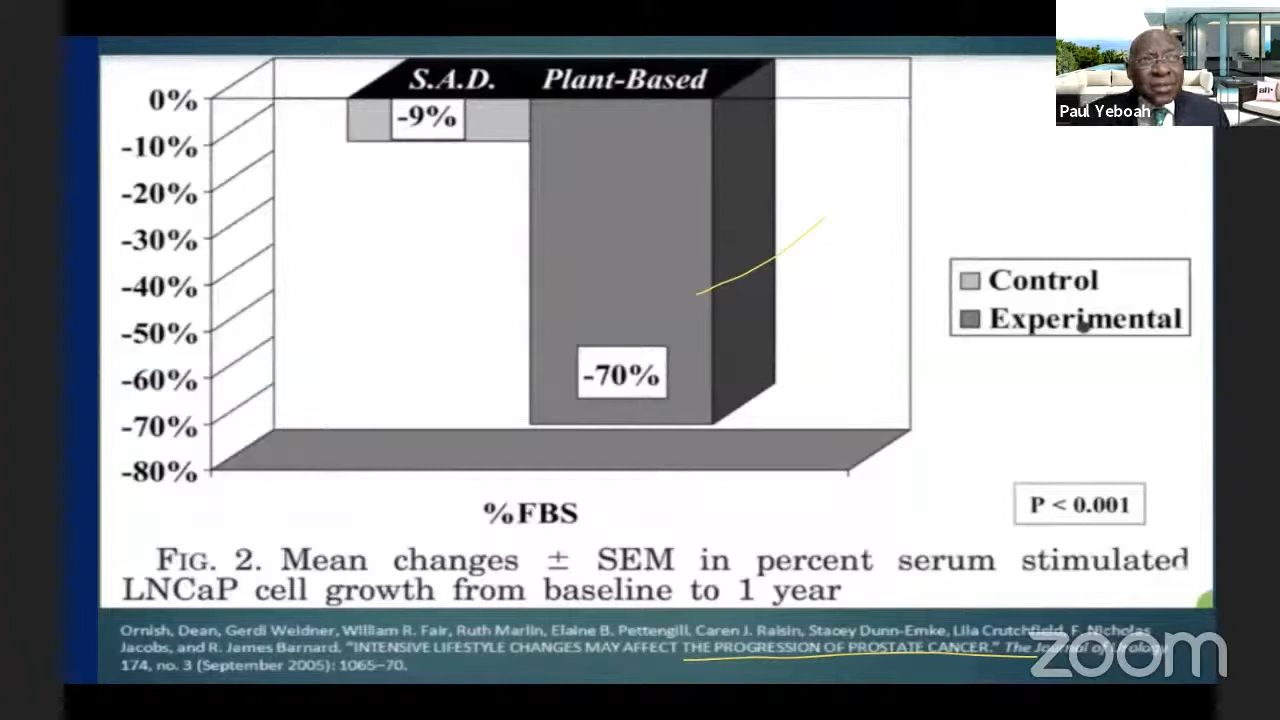 S.A.D. Plant-Based
0%
-9%
-10%
-20%
-30%
-40%
-50%
-60%
-70%
-80%
-70%
Control
Experimental
%FBS
P < 0.001
FIG. 2. Mean changes ± SEM in percent serum stimulated
LNCaP cell growth from baseline to 1 year
Ornish, Dean, Gerdi Weidner, William R. Fair, Ruth Marlin, Elaine B. Pettengill, Caren J. Raisin, Stacey Dunn-Emke, Lila Crutchfield, F. Nicholas
Jacobs, and R. James Barnard. "INTENSIVE LIFESTYLE CHANGES MAY AFFECT THE PROGRESSION OF PROSTATE CANCER." The Journal of Urology
174, no. 3 (September 2005): 1065–70.
Paul Yeboah
afi
zoom